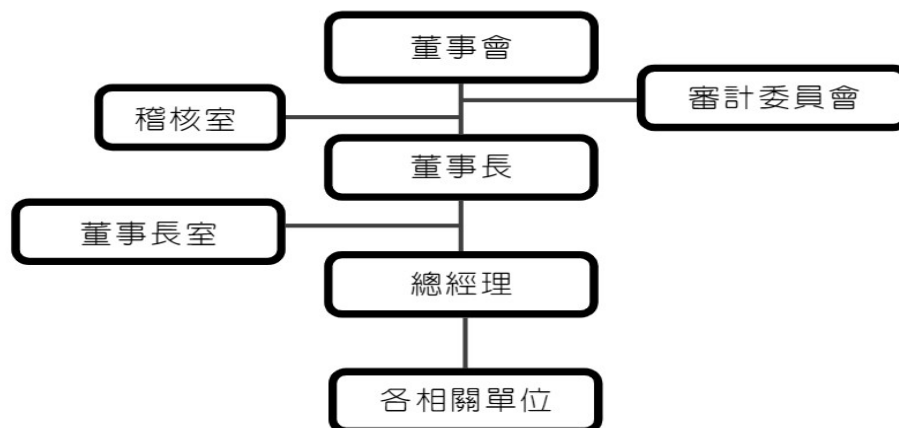 董事會
審計委員會
稽核室
董事長
董事長室
總經理
各相關單位